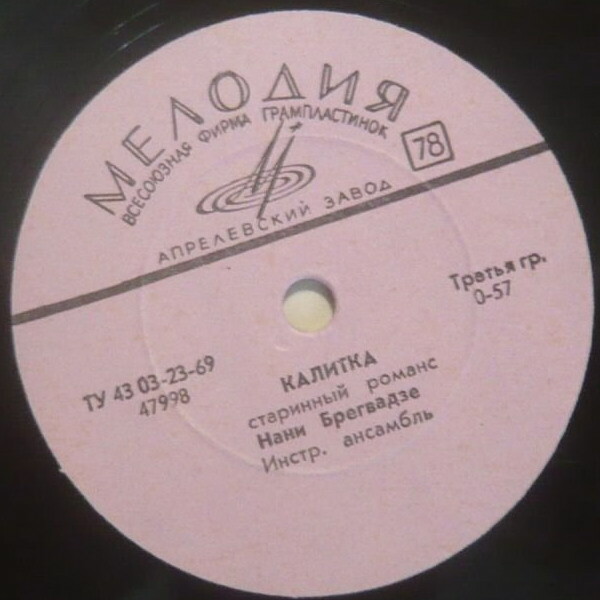 МЕЛОДИЯ
ВСЕСОЮЗНАЯ ФИРМА ГРАМПЛАСТИНОК
78
АПРЕЛЕВСКИЙ ЗАВОД
Третья гр.
0-57
ТУ 43 03-23-69
47998
КАЛИТКА
старинный романс
Нани Брегвадзе
Инстр. ансамбль